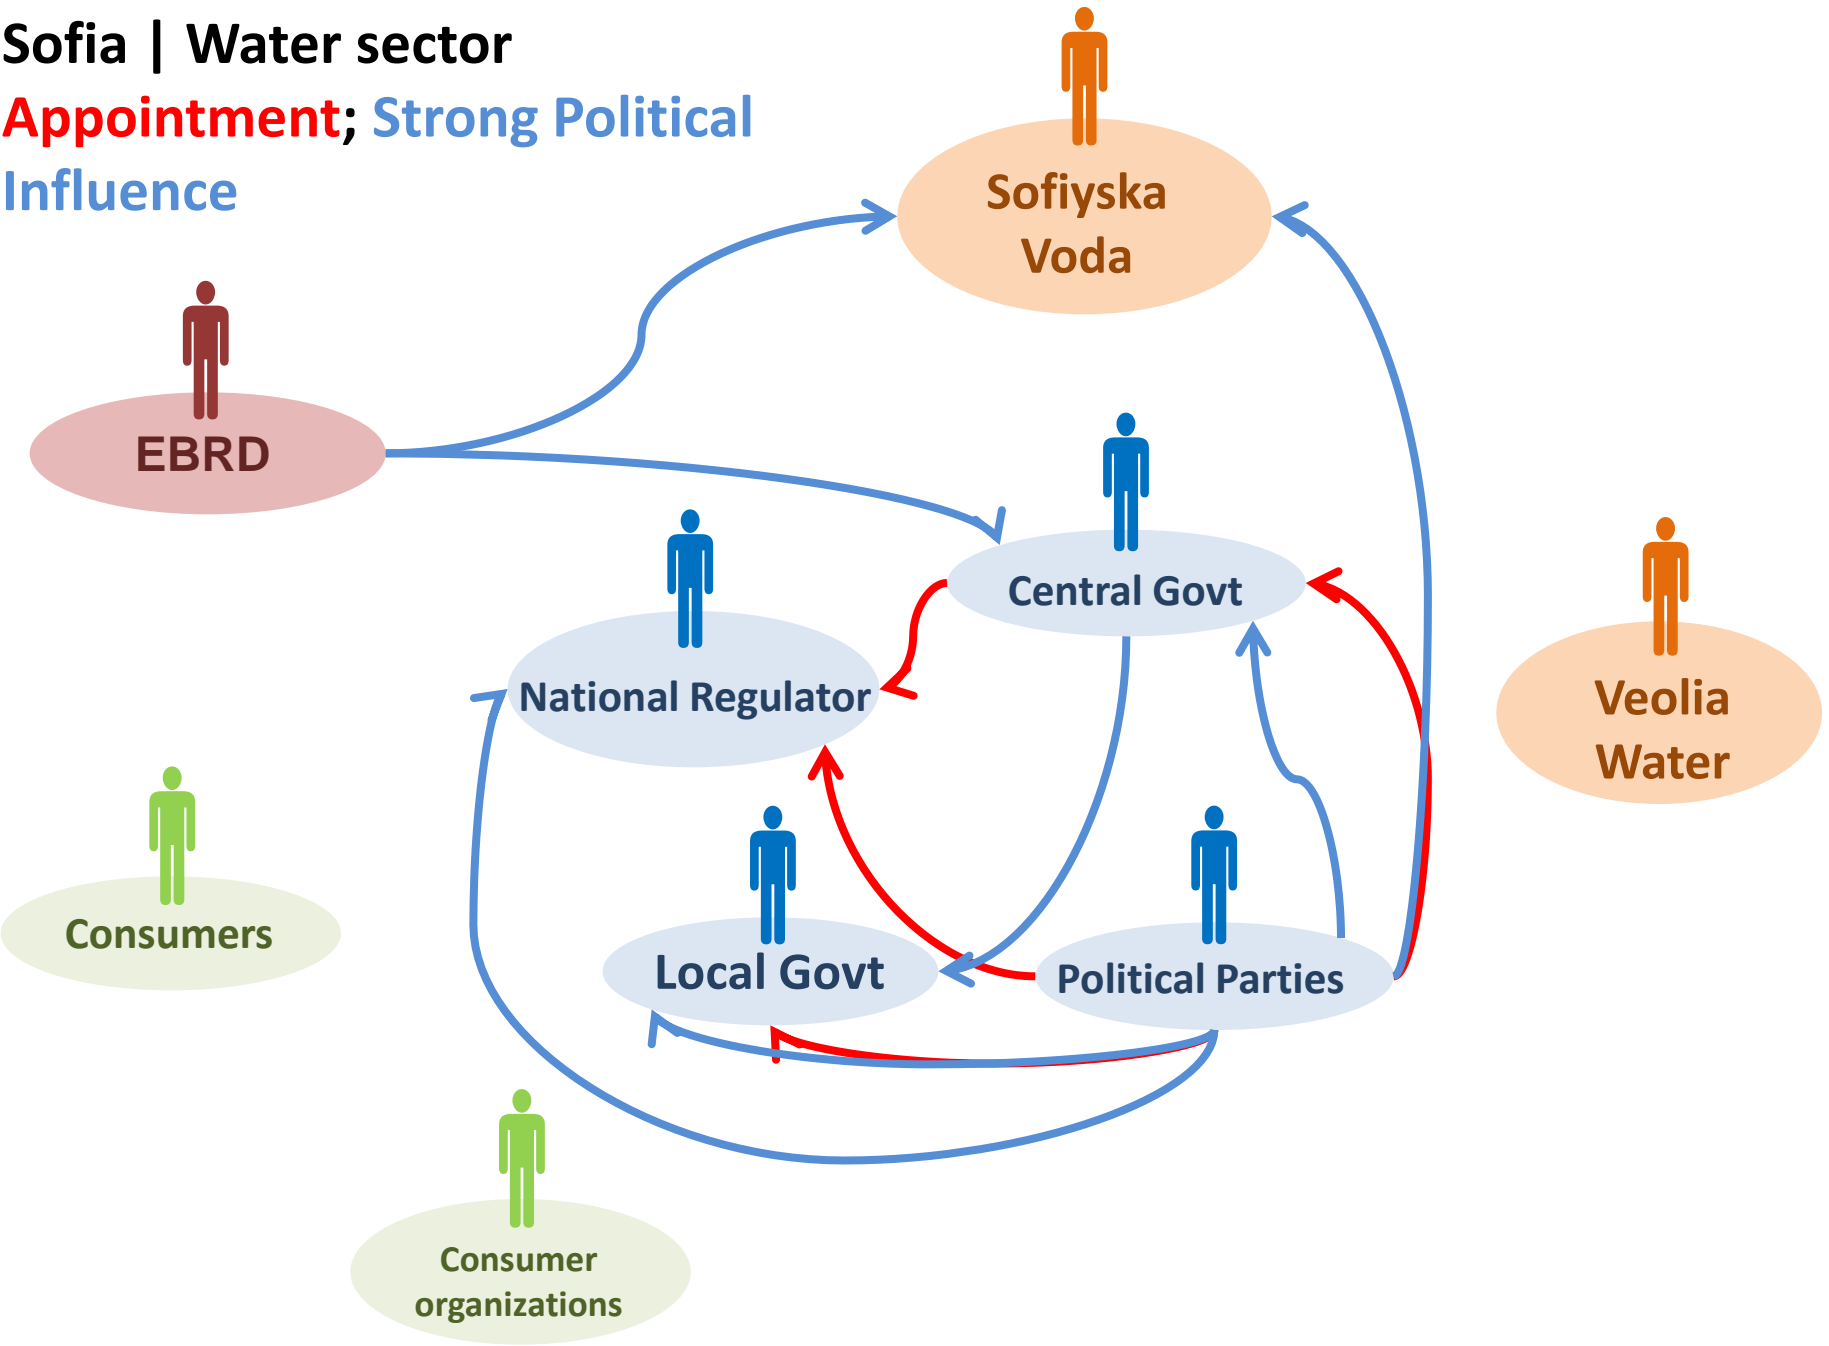 Sofia | Water sector
Appointment; Strong Political
Influence
Sofiyska
Voda
EBRD
Central Govt
National Regulator
Veolia
Water
Consumers
Local Govt
Political Parties
Consumer
organizations